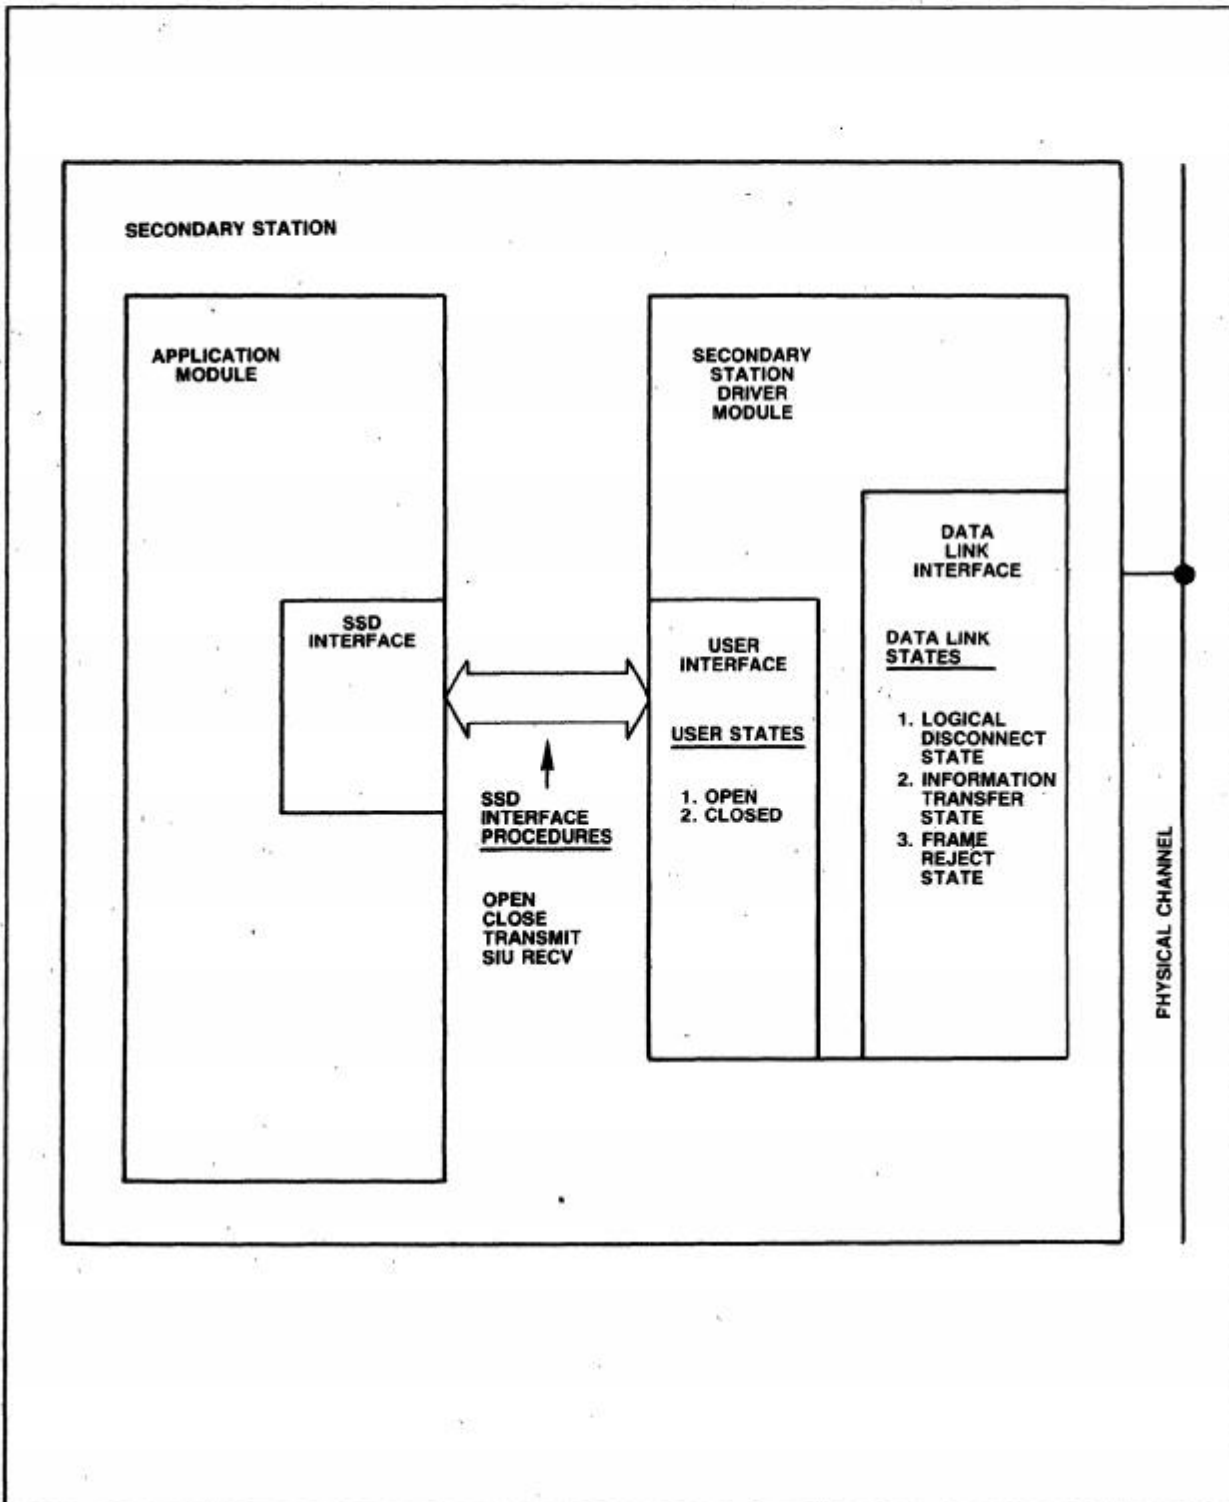 SECONDARY STATION
APPLICATION
MODULE
SSD
INTERFACE
SSD
INTERFACE
PROCEDURES
OPEN
CLOSE
TRANSMIT
SIU RECV
SECONDARY
STATION
DRIVER
MODULE
USER
INTERFACE
USER STATES
1. OPEN
2. CLOSED
DATA
LINK
INTERFACE
DATA LINK
STATES
1. LOGICAL
DISCONNECT
STATE
2. INFORMATION
TRANSFER
STATE
3. FRAME
REJECT
STATE
PHYSICAL CHANNEL